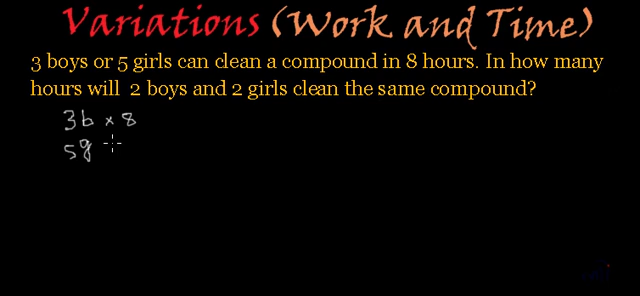 Variations (Work and Time)
3 boys or 5 girls can clean a compound in 8 hours. In how many
hours will 2 boys and 2 girls clean the same compound?
3b × 8
5g